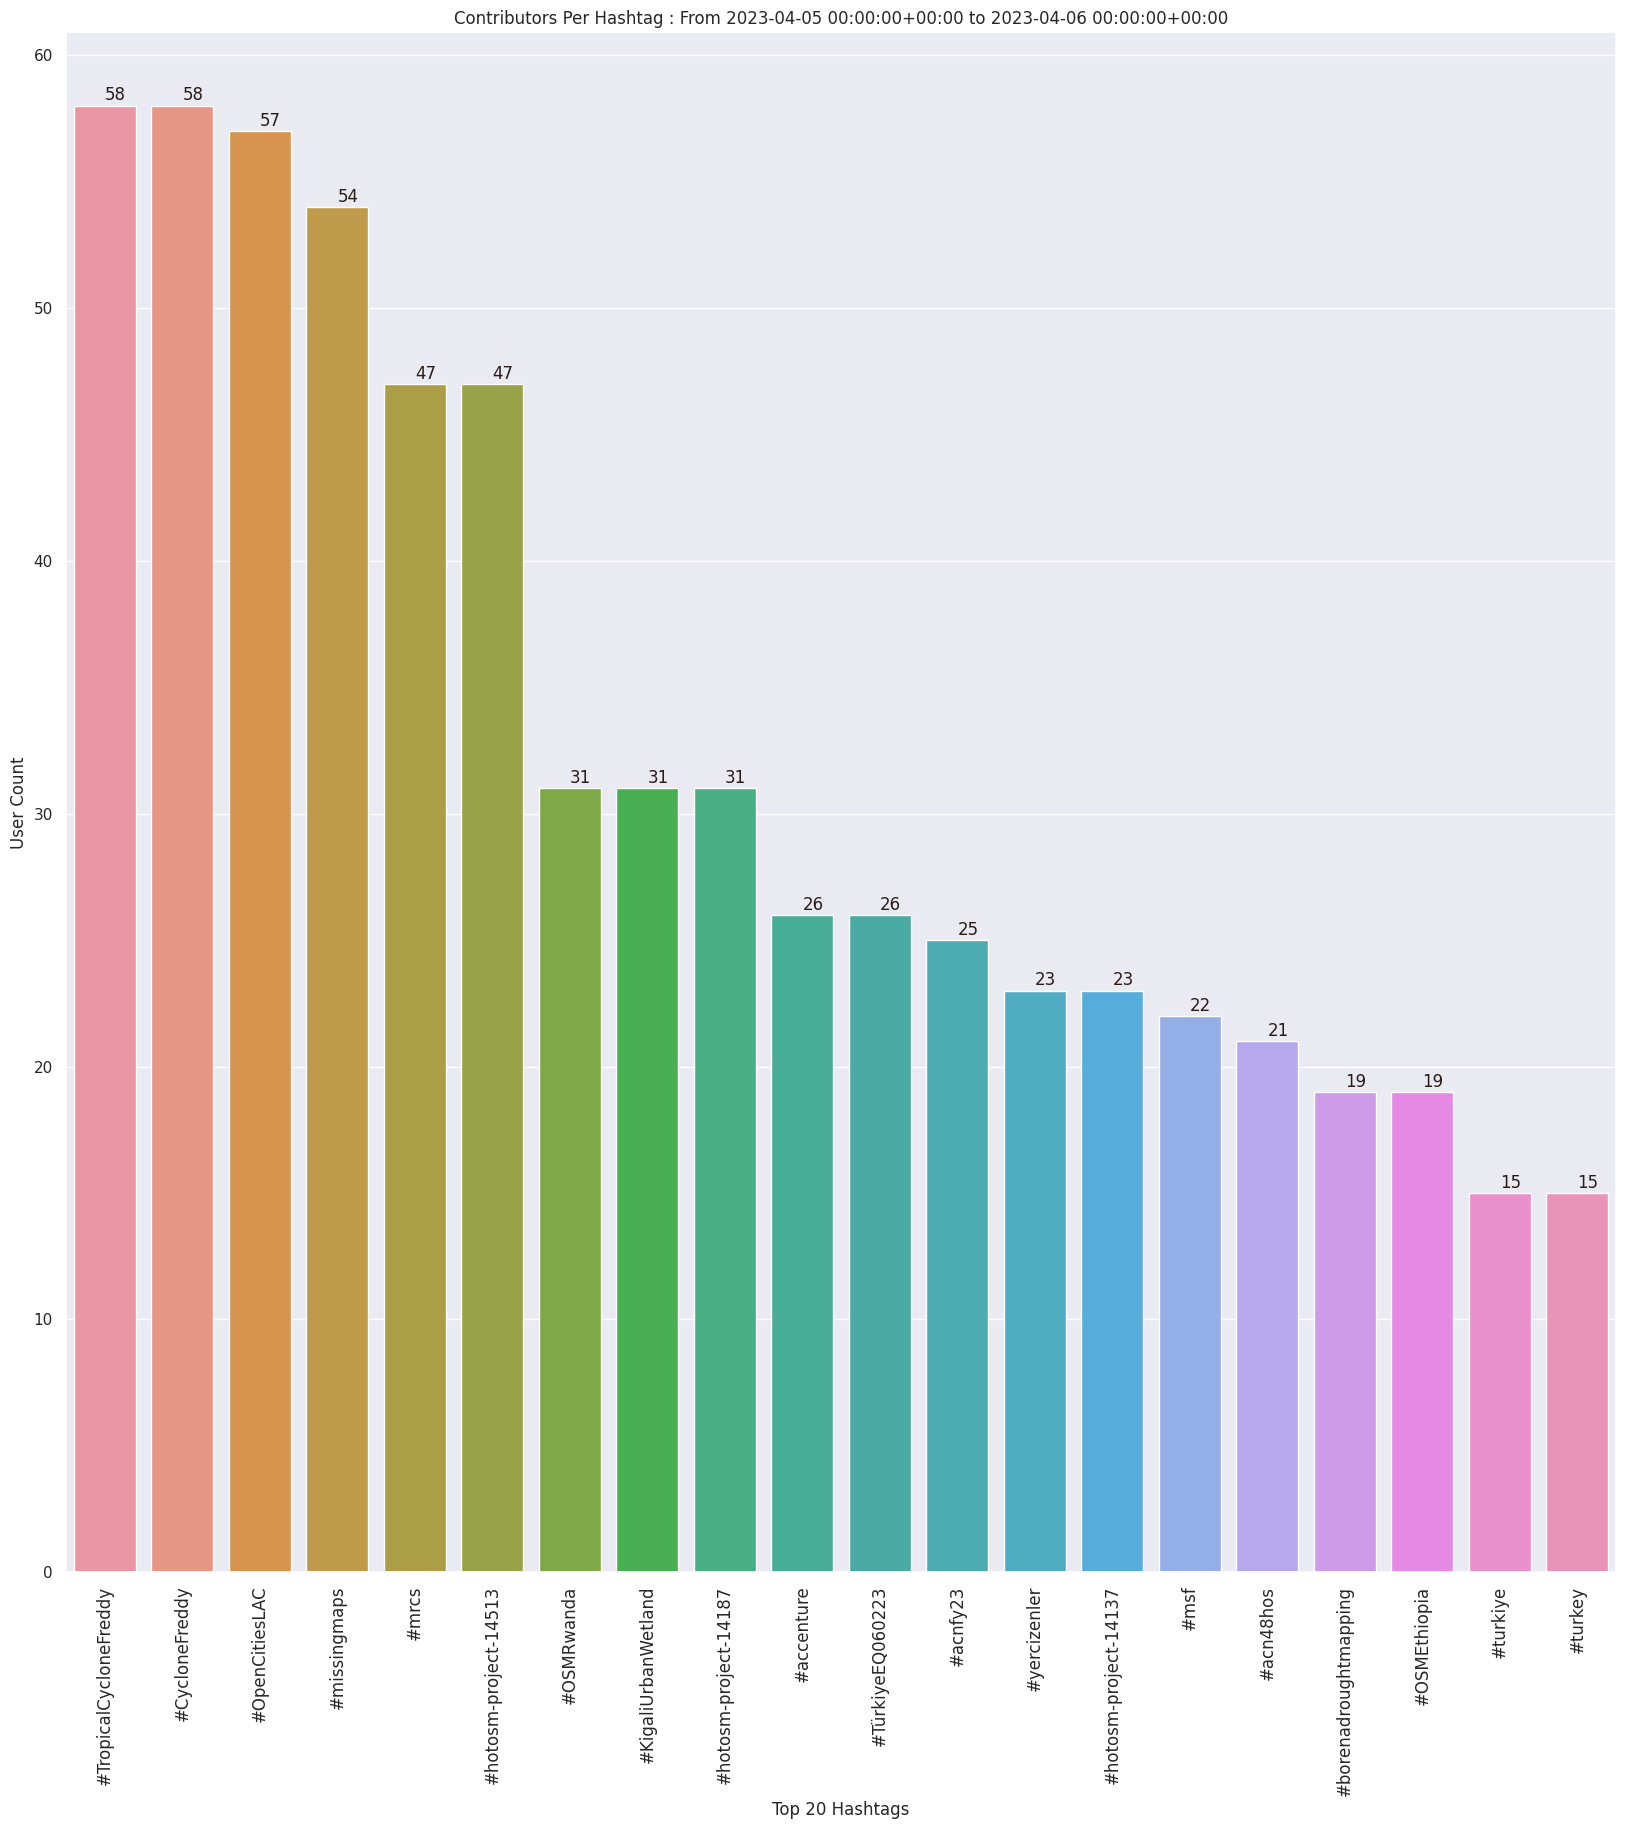 Contributors Per Hashtag : From 2023-04-05 00:00:00+00:00 to 2023-04-06 00:00:00+00:00
User Count
60
50
40
30
20
10
0
58
58
57
54
47
47
31
31
31
26
26
25
23
23
22
21
19
19
15
15
#TropicalCycloneFreddy
#CycloneFreddy
#OpenCitiesLAC
#missingmaps
#mrcs
#hotosm-project-14513
#OSMRwanda
#KigaliUrbanWetland
#hotosm-project-14187
#accenture
#TürkiyeEQ060223
#acnfy23
#yercizenler
#hotosm-project-14137
#msf
#acn48hos
#borenadroughtmapping
#OSMEthiopia
#turkiye
#turkey
Top 20 Hashtags